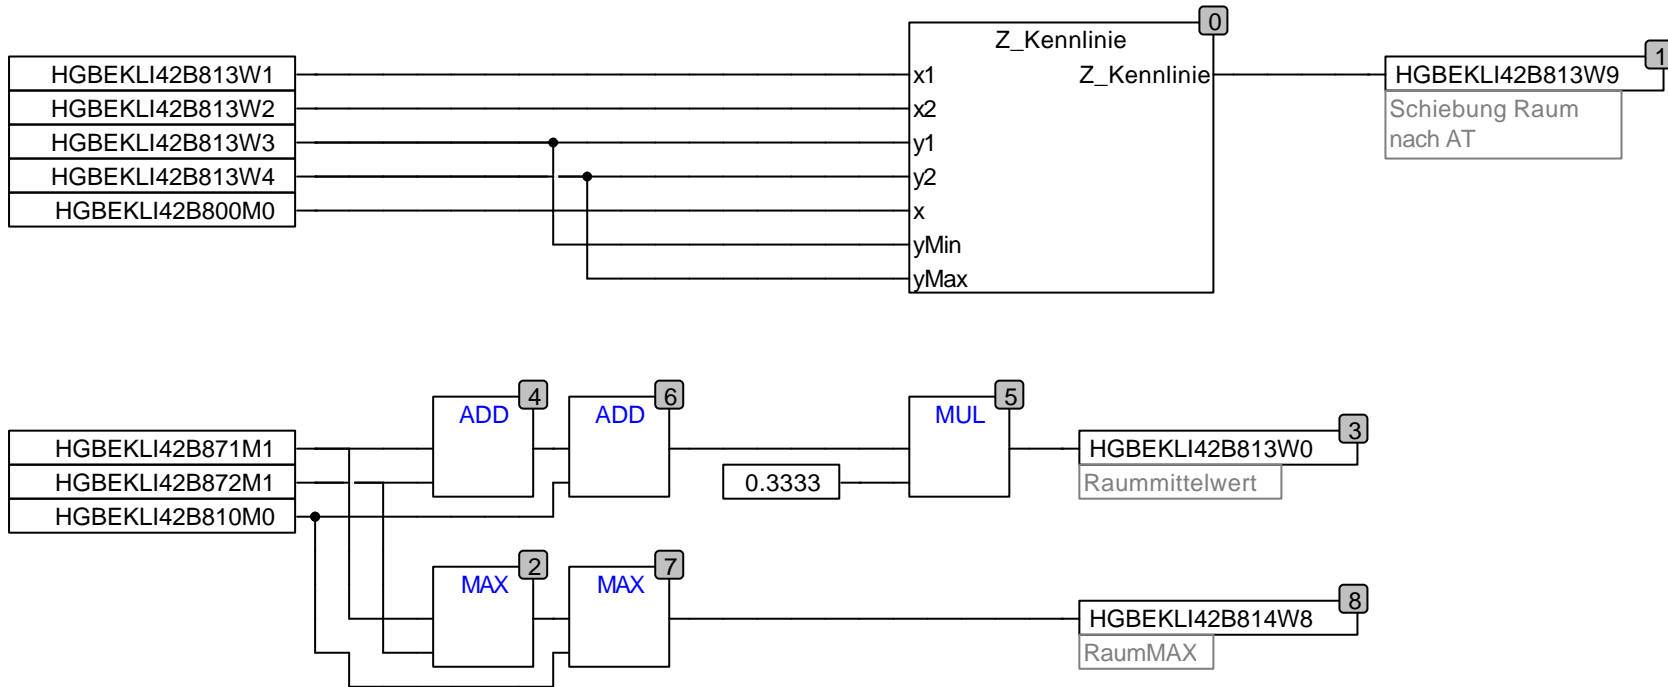 0
Z_Kennlinie
1
HGBEKLI42B813W1
x1
Z_Kennlinie
HGBEKLI42B813W9
HGBEKLI42B813W2
x2
Schiebung Raum
nach AT
HGBEKLI42B813W3
y1
HGBEKLI42B813W4
y2
HGBEKLI42B800M0
x
yMin
yMax
4
6
5
ADD
ADD
MUL
3
HGBEKLI42B871M1
HGBEKLI42B813W0
HGBEKLI42B872M1
0.3333
Raummittelwert
HGBEKLI42B810M0
2
7
MAX
MAX
8
HGBEKLI42B814W8
RaumMAX